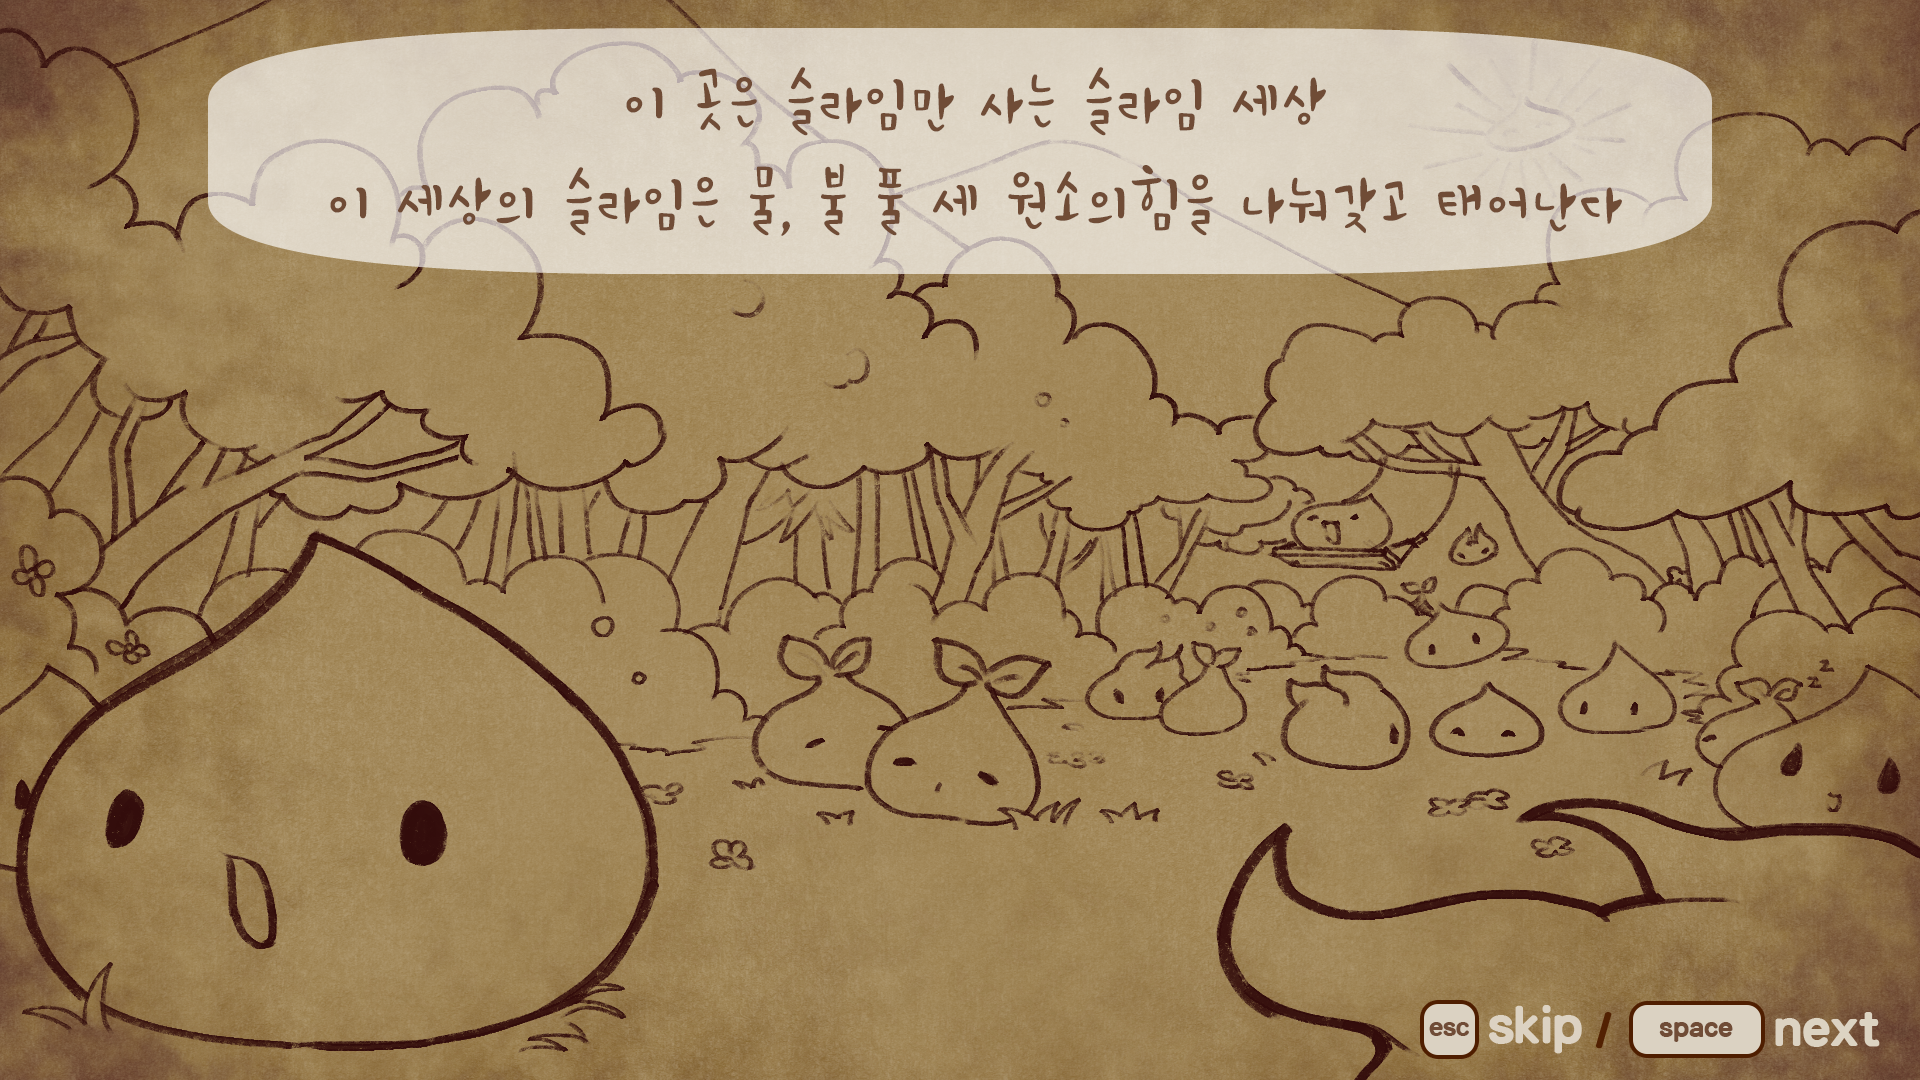 이 곳은 슬라임만 사는 슬라임 세상
이 세상의 슬라임은 물, 불 풀 세 원소의힘을 나눠갖고 태어난다
z z z
esc skip / space next